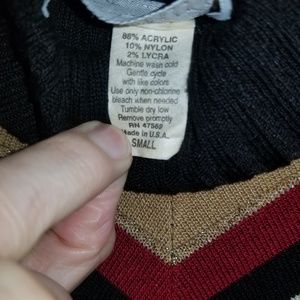 86% ACRYLIC
10% NYLON
2% LYCRA
Machine wash cold
Gentle cycle
with like colors
Use only non-chlorine
bleach when needed
Tumble dry low
Remove promptly
RN 47562
Made in U.S.A.
SMALL